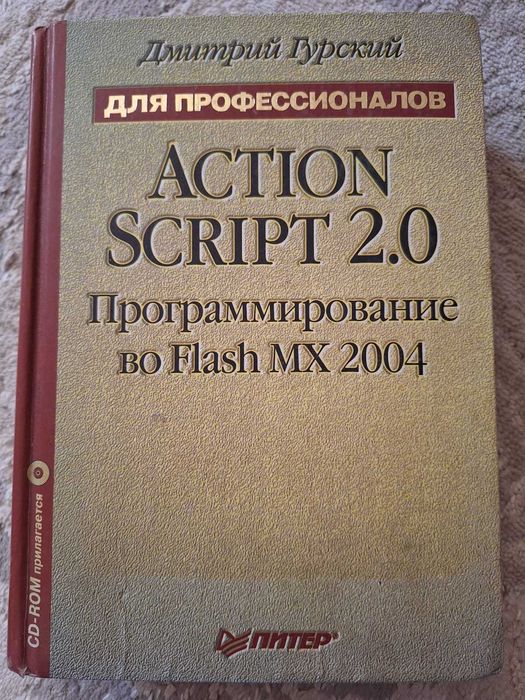 Дмитрий Гурский
ДЛЯ ПРОФЕССИОНАЛОВ
ACTION
SCRIPT 2.0
Программирование
во Flash MX 2004
CD-ROM прилагается
ПИТЕР®